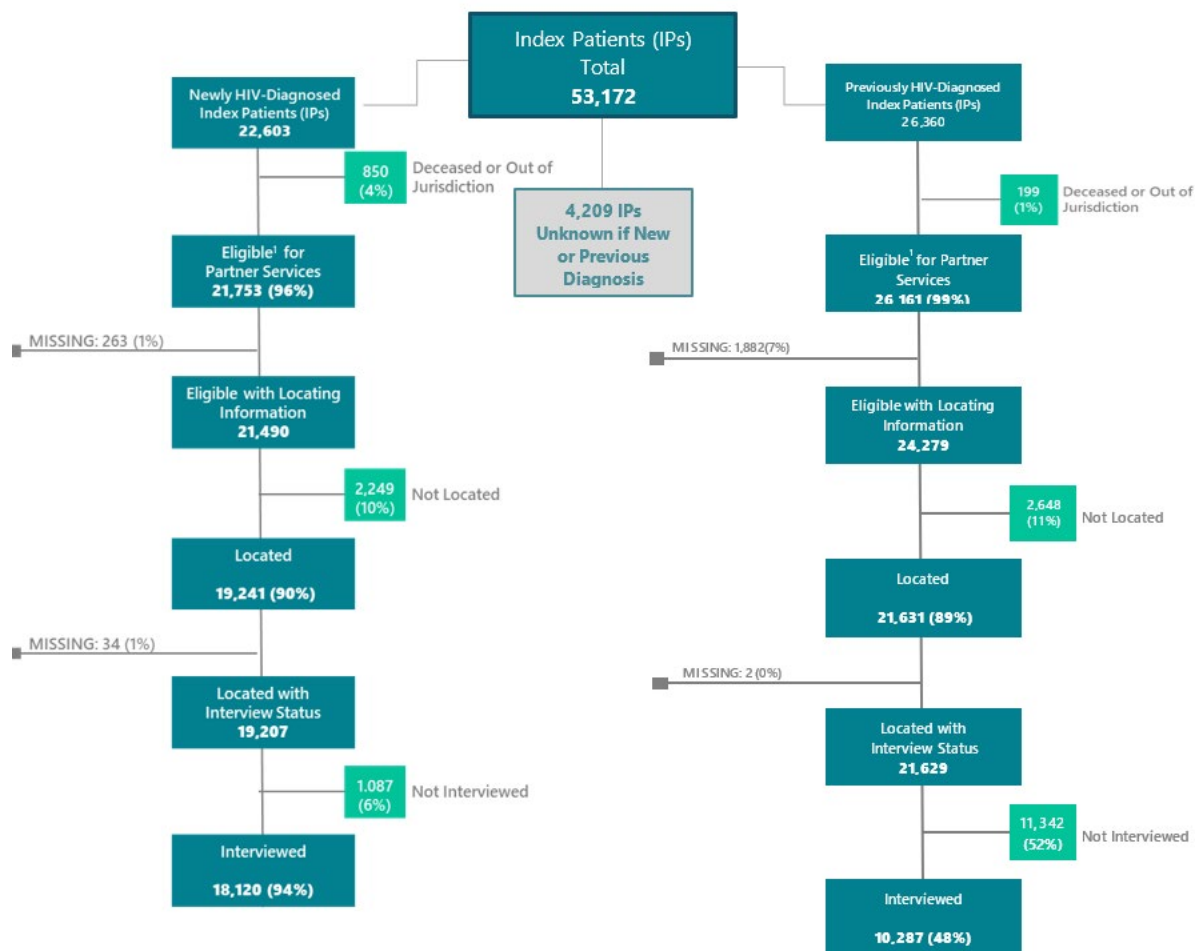 Index Patients (IPs)
Total
53,172
Newly HIV-Diagnosed
Index Patients (IPs)
22,603
850
(4%)
Deceased or Out of
Jurisdiction
Eligible¹ for
Partner Services
21,753 (96%)
MISSING: 263 (1%)
Eligible with Locating
Information
21,490
2,249
(10%)
Not Located
Located
19,241 (90%)
MISSING: 34 (1%)
Located with
Interview Status
19,207
1.087
(6%)
Not Interviewed
Interviewed
18,120 (94%)
4,209 IPs
Unknown if New
or Previous
Diagnosis
Previously HIV-Diagnosed
Index Patients (IPs)
26,360
199
(1%)
Deceased or Out of
Jurisdiction
Eligible¹ for Partner
Services
26 161 (99%)
MISSING: 1,882(7%)
Eligible with Locating
Information
24,279
2,648
(11%)
Not Located
Located
21,631 (89%)
MISSING: 2 (0%)
Located with
Interview Status
21,629
11,342
(52%)
Not Interviewed
Interviewed
10,287 (48%)